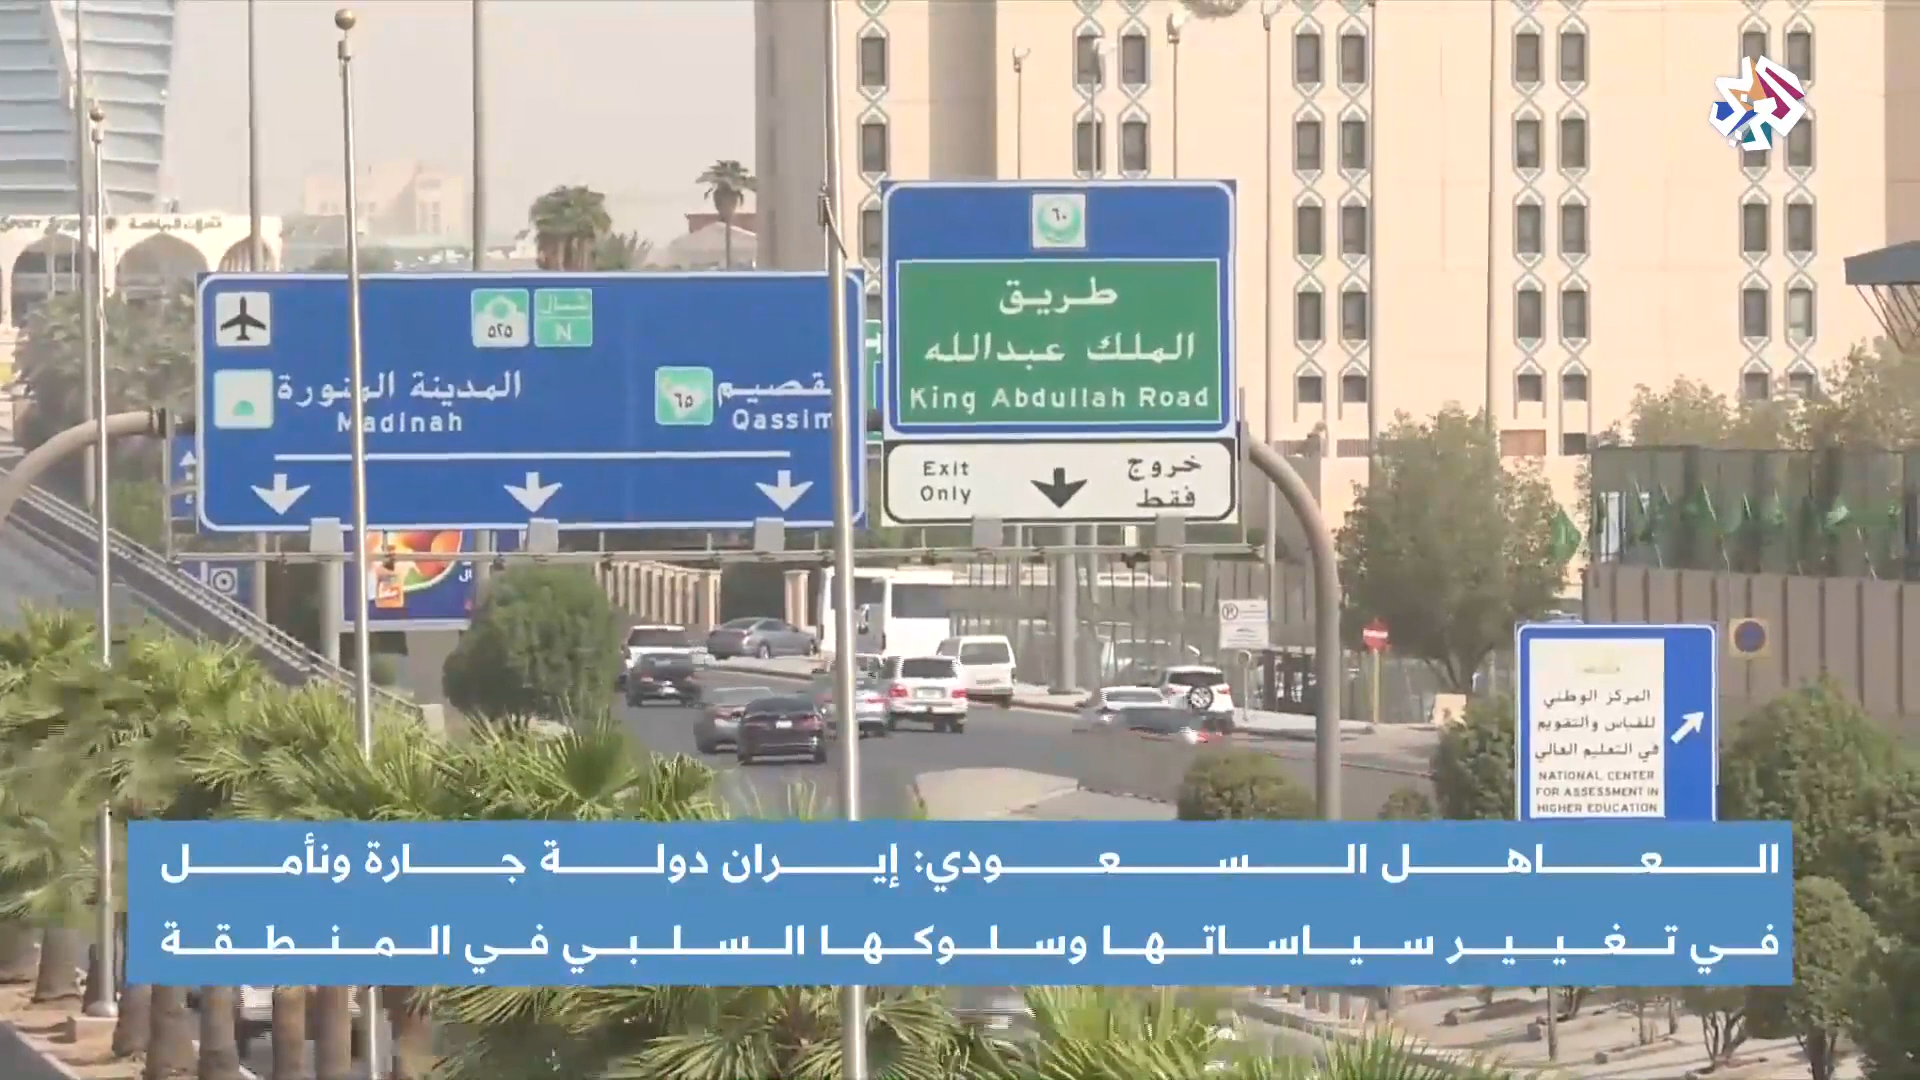 SPORT
٦٠
طريق
الملك عبدالله
King Abdullah Road
Exit Only
خروج فقط
٥٢٥
شمال
N
المدينة المنورة
Madinah
٦٥
القصيم
Qassim
المركز الوطني
للقياس والتقويم
في التعليم العالي
NATIONAL CENTER
FOR ASSESSMENT IN
HIGHER EDUCATION
العاهل السعودي: إيران دولة جارة ونأمل
في تغيير سياساتها وسلوكها السلبي في المنطقة